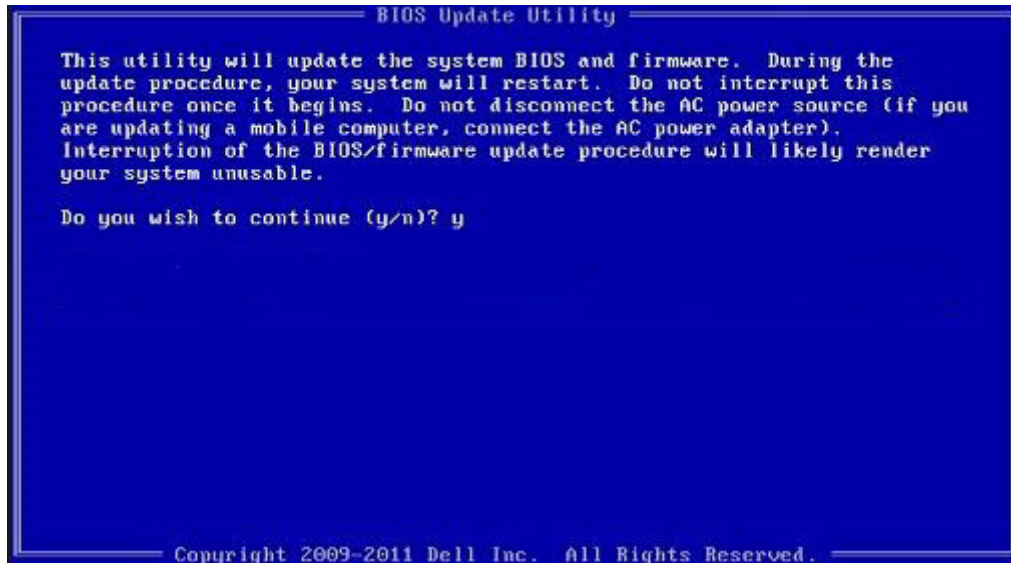 BIOS Update Utility
This utility will update the system BIOS and firmware. During the
update procedure, your system will restart. Do not interrupt this
procedure once it begins. Do not disconnect the AC power source (if you
are updating a mobile computer, connect the AC power adapter).
Interruption of the BIOS/firmware update procedure will likely render
your system unusable.
Do you wish to continue (y/n)? y
Copyright 2009-2011 Dell Inc. All Rights Reserved.